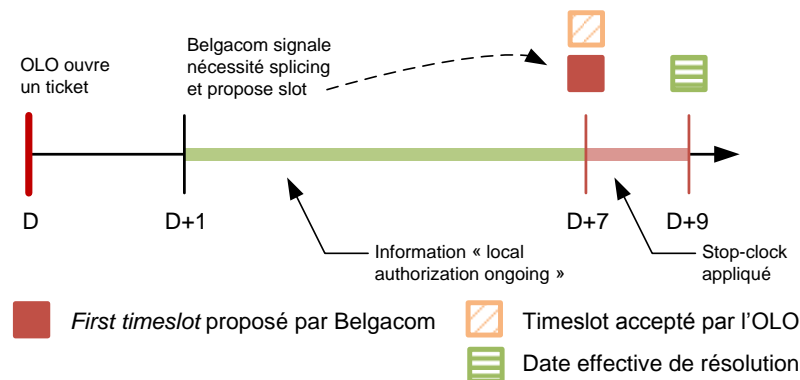 OLO ouvre
un ticket
Belgacom signale
nécessité splicing
et propose slot
D
D+1
D+7
D+9
Information « local
authorization ongoing »
Stop-clock
appliqué
First timeslot proposé par Belgacom
Timeslot accepté par l’OLO
Date effective de résolution